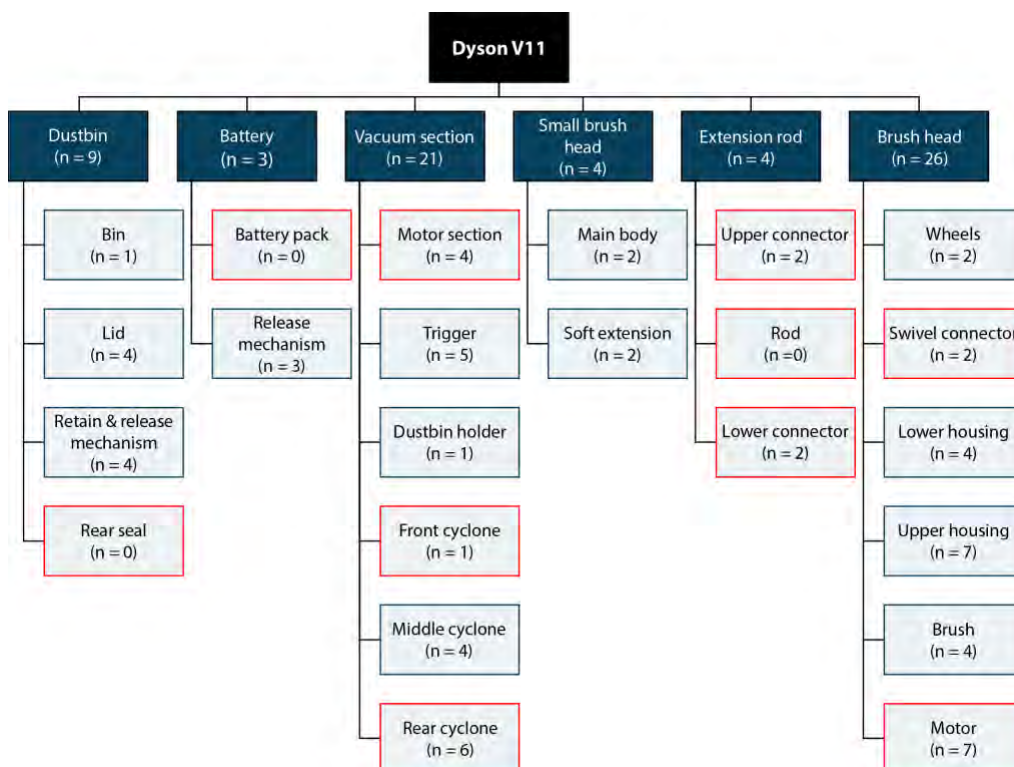 Dyson V11
Dustbin
(n = 9)
Battery
(n = 3)
Vacuum section
(n = 21)
Small brush
head
(n = 4)
Extension rod
(n = 4)
Brush head
(n = 26)
Bin
(n = 1)
Lid
(n = 4)
Retain & release
mechanism
(n = 4)
Rear seal
(n = 0)
Battery pack
(n = 0)
Release
mechanism
(n = 3)
Motor section
(n = 4)
Trigger
(n = 5)
Dustbin holder
(n = 1)
Front cyclone
(n = 1)
Middle cyclone
(n = 4)
Rear cyclone
(n = 6)
Main body
(n = 2)
Soft extension
(n = 2)
Upper connector
(n = 2)
Rod
(n =0)
Lower connector
(n = 2)
Wheels
(n = 2)
Swivel connector
(n = 2)
Lower housing
(n = 4)
Upper housing
(n = 7)
Brush
(n = 4)
Motor
(n = 7)